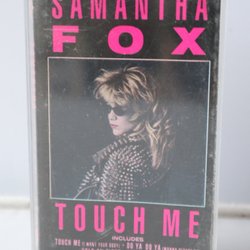 SAMANTHA
FOX
TOUCH ME
INCLUDES
TOUCH ME (I WANT YOUR BODY) • DO YA DO YA